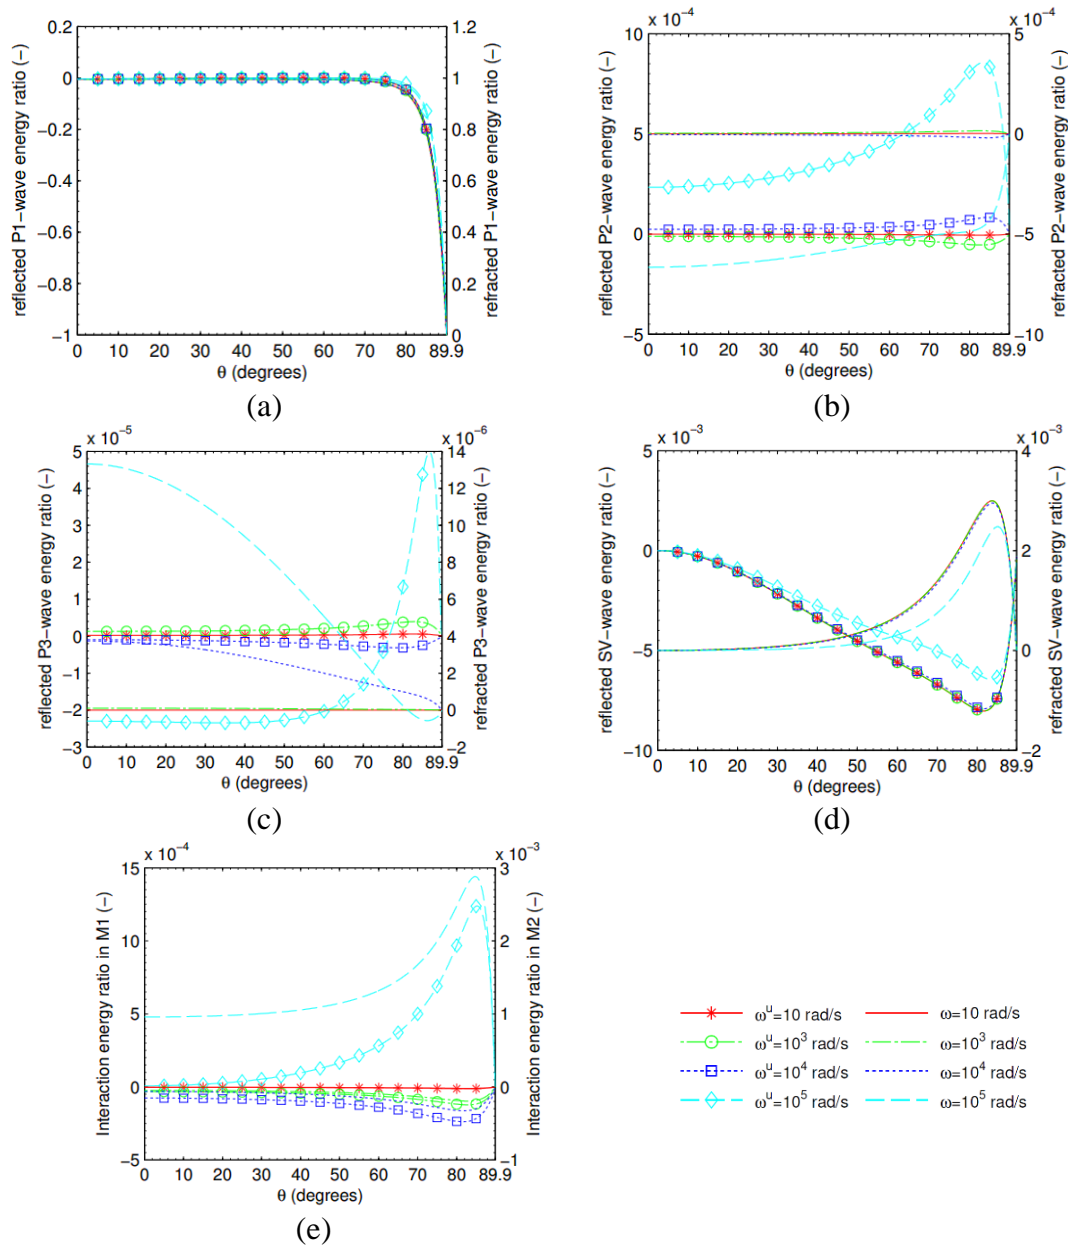 0.2
0
−0.2
−0.4
−0.6
−0.8
−1
1.2
1
0.8
0.6
0.4
0.2
0
0 10 20 30 40 50 60 70 80 89.9
θ (degrees)
reflected P1−wave energy ratio (−)
refracted P1−wave energy ratio (−)
(a)
x 10⁻⁴
x 10⁻⁴
10
5
0
−5
5
0
−5
−10
0 10 20 30 40 50 60 70 80 89.9
θ (degrees)
reflected P2−wave energy ratio (−)
refracted P2−wave energy ratio (−)
(b)
x 10⁻⁵
x 10⁻⁶
5
4
3
2
1
0
−1
−2
−3
14
12
10
8
6
4
2
0
−2
0 10 20 30 40 50 60 70 80 89.9
θ (degrees)
reflected P3−wave energy ratio (−)
refracted P3−wave energy ratio (−)
(c)
x 10⁻³
x 10⁻³
5
0
−5
−10
4
2
0
−2
0 10 20 30 40 50 60 70 80 89.9
θ (degrees)
reflected SV−wave energy ratio (−)
refracted SV−wave energy ratio (−)
(d)
x 10⁻⁴
x 10⁻³
15
10
5
0
−5
3
2
1
0
−1
0 10 20 30 40 50 60 70 80 89.9
θ (degrees)
Interaction energy ratio in M1 (−)
Interaction energy ratio in M2 (−)
(e)
ωᵘ=10 rad/s ω=10 rad/s
ωᵘ=10³ rad/s ω=10³ rad/s
ωᵘ=10⁴ rad/s ω=10⁴ rad/s
ωᵘ=10⁵ rad/s ω=10⁵ rad/s